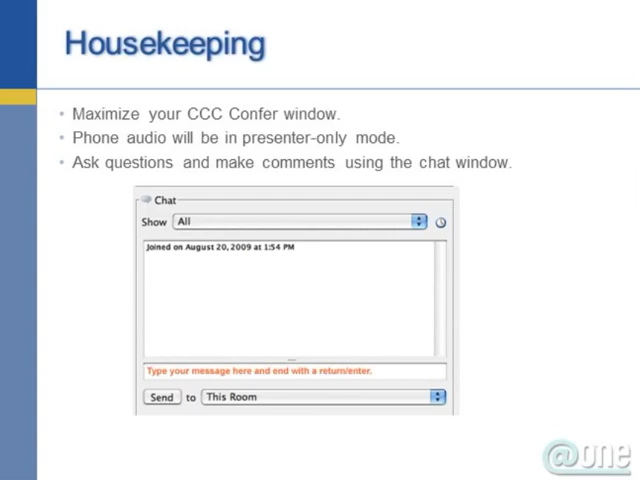 Housekeeping
• Maximize your CCC Confer window.
• Phone audio will be in presenter-only mode.
• Ask questions and make comments using the chat window.
Chat
Show All
Joined on August 20, 2009 at 1:54 PM
Type your message here and end with a return/enter.
Send to This Room
@one